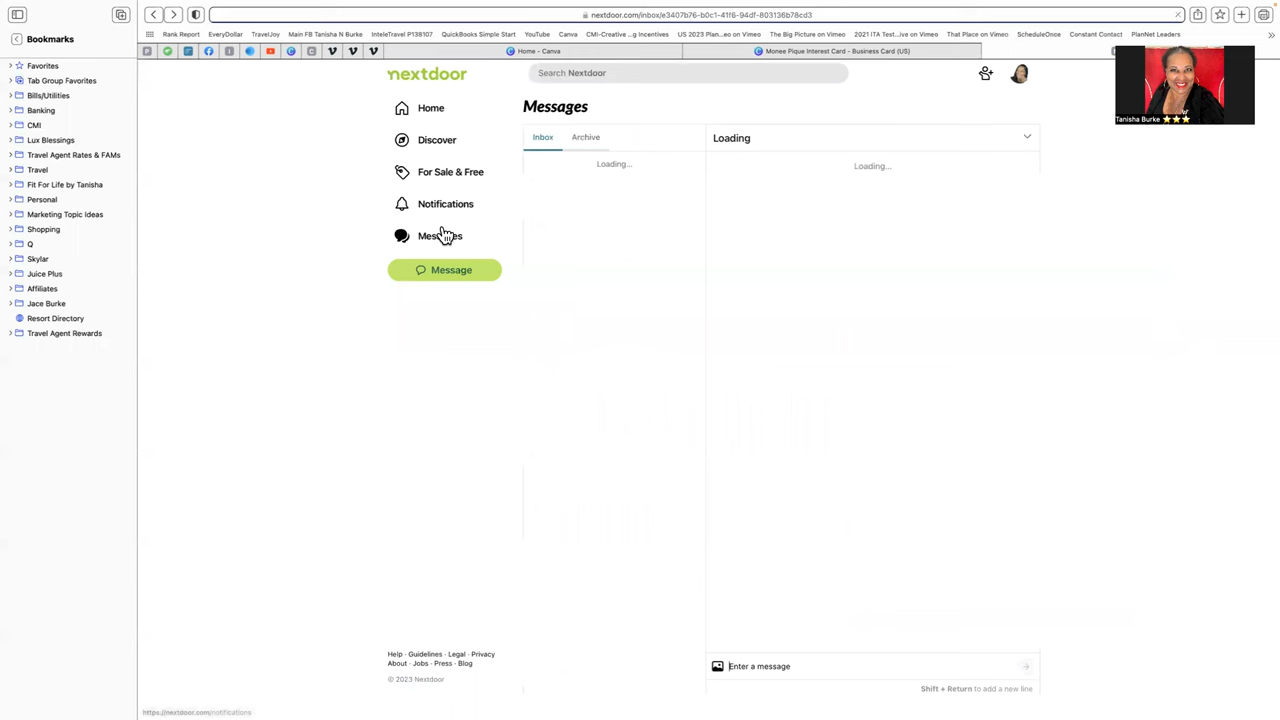 Bookmarks
nextdoor.com/inbox/e3407b76-b0c1-41f6-94df-803136b78cd3
Rank Report EveryDollar TravelJoy Main FB Tanisha N Burke InteleTravel P138107 QuickBooks Simple Start YouTube Canva CMI-Creative ...g Incentives US 2023 Plan...eo on Vimeo The Big Picture on Vimeo 2021 ITA Test...ive on Vimeo That Place on Vimeo ScheduleOnce Constant Contact PlanNet Leaders
Home - Canva
Monee Pique Interest Card - Business Card (US)
Favorites
Tab Group Favorites
Bills/Utilities
Banking
CMI
Lux Blessings
Travel Agent Rates & FAMs
Travel
Fit For Life by Tanisha
Personal
Marketing Topic Ideas
Shopping
Q
Skylar
Juice Plus
Affiliates
Jace Burke
Resort Directory
Travel Agent Rewards
nextdoor
Search Nextdoor
Tanisha Burke
Home
Discover
For Sale & Free
Notifications
Messages
Message
Messages
Inbox Archive
Loading...
Loading
Loading...
Enter a message
Shift + Return to add a new line
Help · Guidelines · Legal · Privacy
About · Jobs · Press · Blog
© 2023 Nextdoor
https://nextdoor.com/notifications